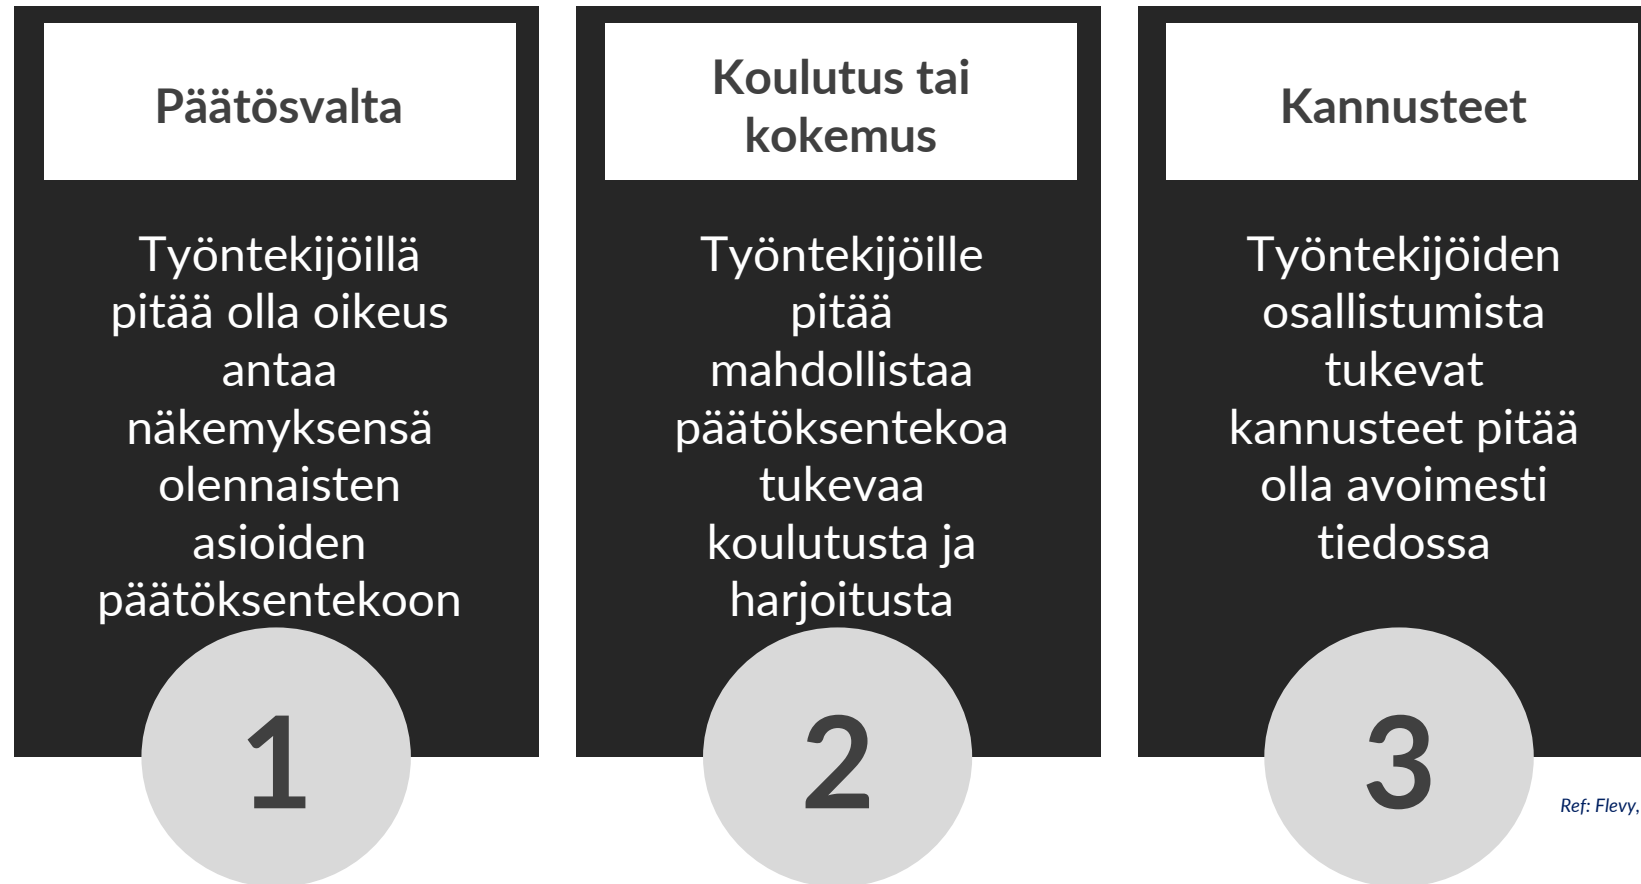 Päätösvalta
Työntekijöillä
pitää olla oikeus
antaa
näkemyksensä
olennaisten
asioiden
päätöksentekoon
1
Koulutus tai
kokemus
Työntekijöille
pitää
mahdollistaa
päätöksentekoa
tukevaa
koulutusta ja
harjoitusta
2
Kannusteet
Työntekijöiden
osallistumista
tukevat
kannusteet pitää
olla avoimesti
tiedossa
3
Ref: Flevy,